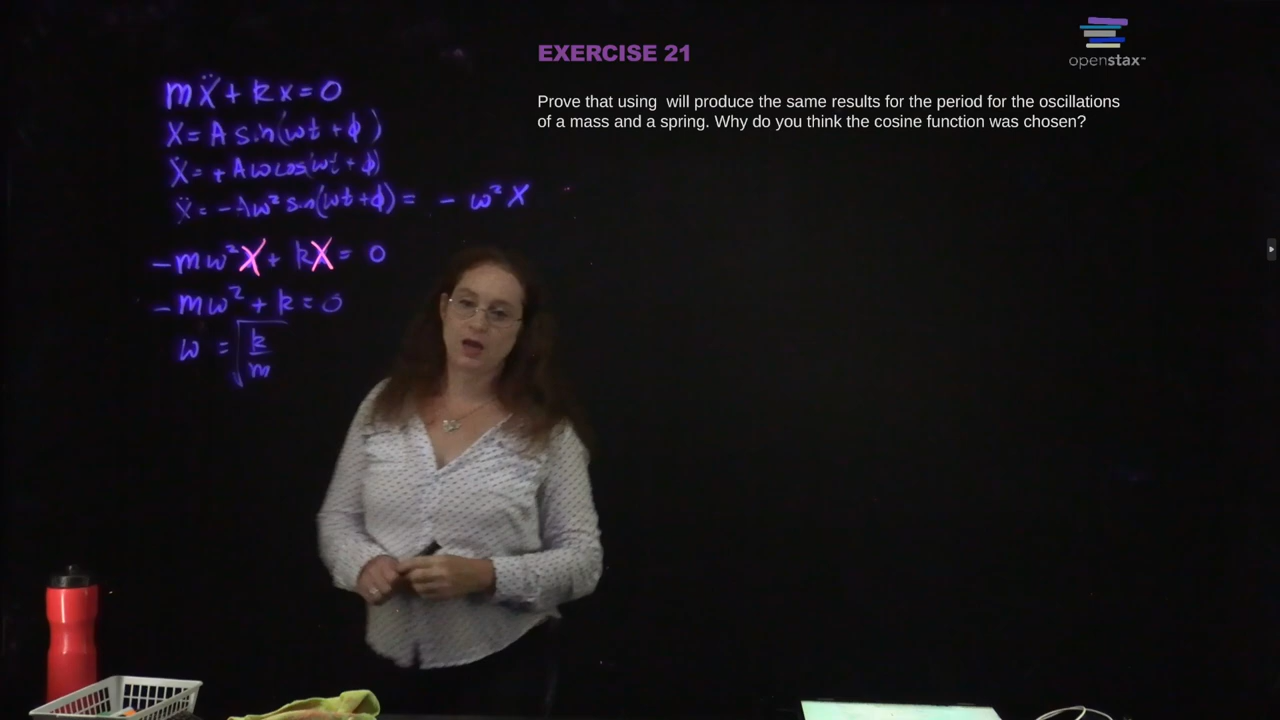 mẍ + kx = 0
x = A sin(ωt + φ)
ẋ = + Aω cos(ωt + φ)
ẍ = - Aω² sin(ωt + φ) = - ω² x
- mω² x + kx = 0
- mω² + k = 0
ω = √(k/m)
EXERCISE 21
openstax™
Prove that using will produce the same results for the period for the oscillations
of a mass and a spring. Why do you think the cosine function was chosen?